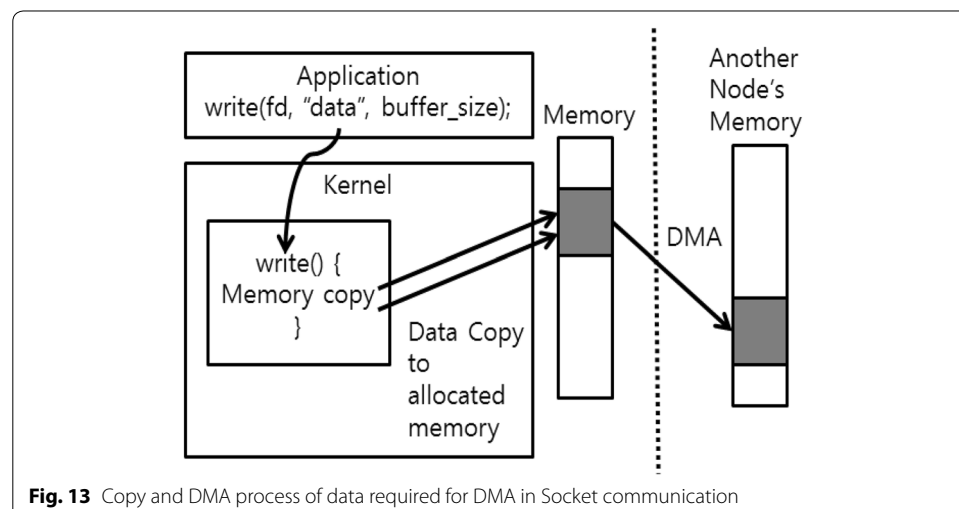 Application
write(fd, “data”, buffer_size);
Memory
Another
Node's
Memory
Kernel
write() {
Memory copy
}
DMA
Data Copy
to
allocated
memory
Fig. 13 Copy and DMA process of data required for DMA in Socket communication